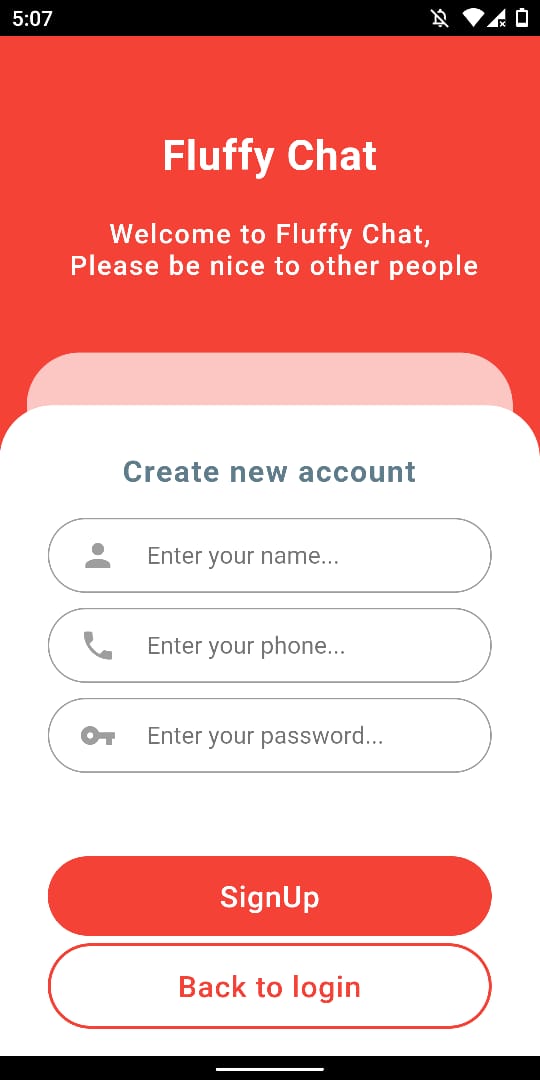 5:07
Fluffy Chat
Welcome to Fluffy Chat,
Please be nice to other people
Create new account
Enter your name...
Enter your phone...
Enter your password...
SignUp
Back to login